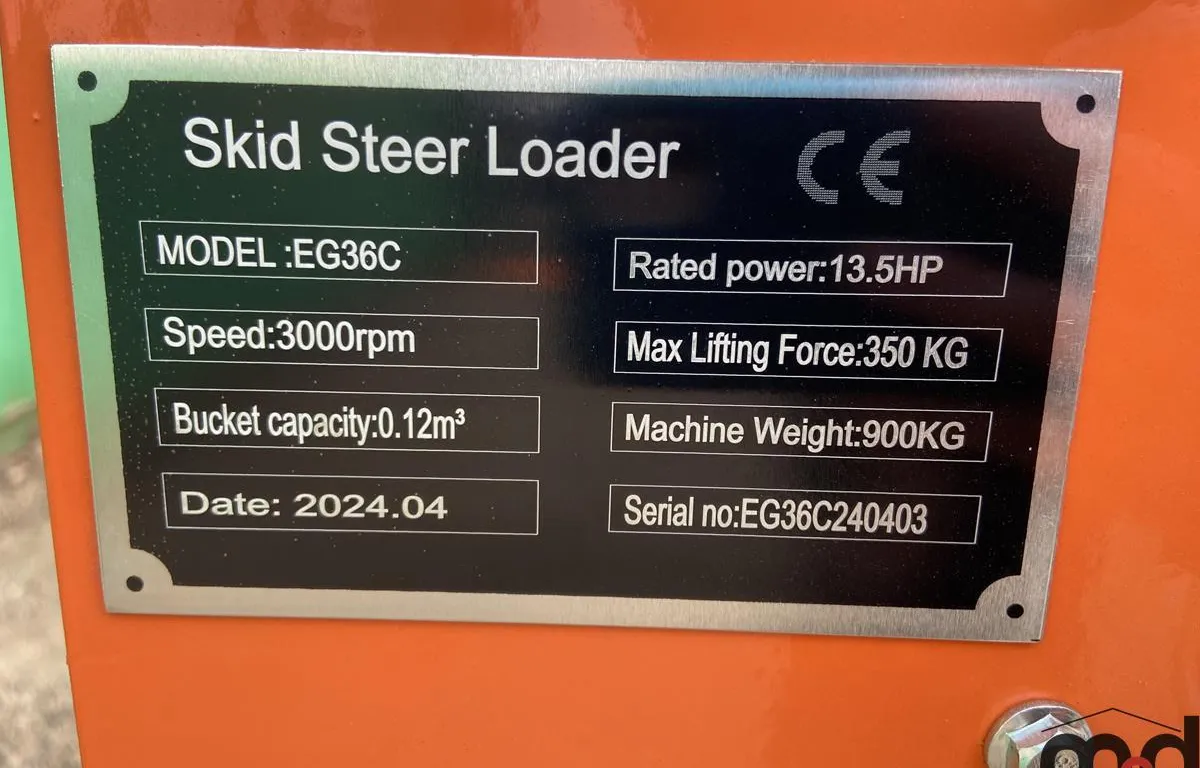 Skid Steer Loader CE
MODEL :EG36C
Rated power:13.5HP
Speed:3000rpm
Max Lifting Force:350 KG
Bucket capacity:0.12m³
Machine Weight:900KG
Date: 2024.04
Serial no:EG36C240403